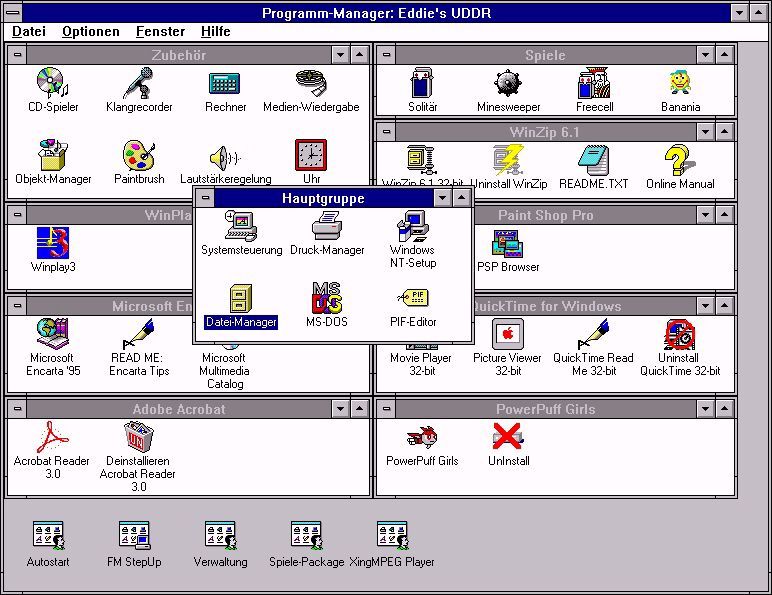 Programm-Manager: Eddie's UDDR
Datei Optionen Fenster Hilfe
Zubehör
CD-Spieler Klangrecorder Rechner Medien-Wiedergabe
Objekt-Manager Paintbrush Lautstärkeregelung Uhr
Spiele
Solitär Minesweeper Freecell Banania
WinZip 6.1
WinZip 6.1 32-bit Uninstall WinZip README.TXT Online Manual
Hauptgruppe
Systemsteuerung Druck-Manager Windows
NT-Setup
MS
DOS
PIF
Datei-Manager MS-DOS PIF-Editor
WinPla
Winplay3
Paint Shop Pro
PSP Browser
Microsoft En
Microsoft
Encarta '95
READ ME:
Encarta Tips
Microsoft
Multimedia
Catalog
QuickTime for Windows
Movie Player
32-bit
Picture Viewer
32-bit
QuickTime Read
Me 32-bit
Uninstall
QuickTime 32-bit
Adobe Acrobat
Acrobat Reader
3.0
Deinstallieren
Acrobat Reader
3.0
PowerPuff Girls
PowerPuff Girls UnInstall
Autostart FM StepUp Verwaltung Spiele-Package XingMPEG Player